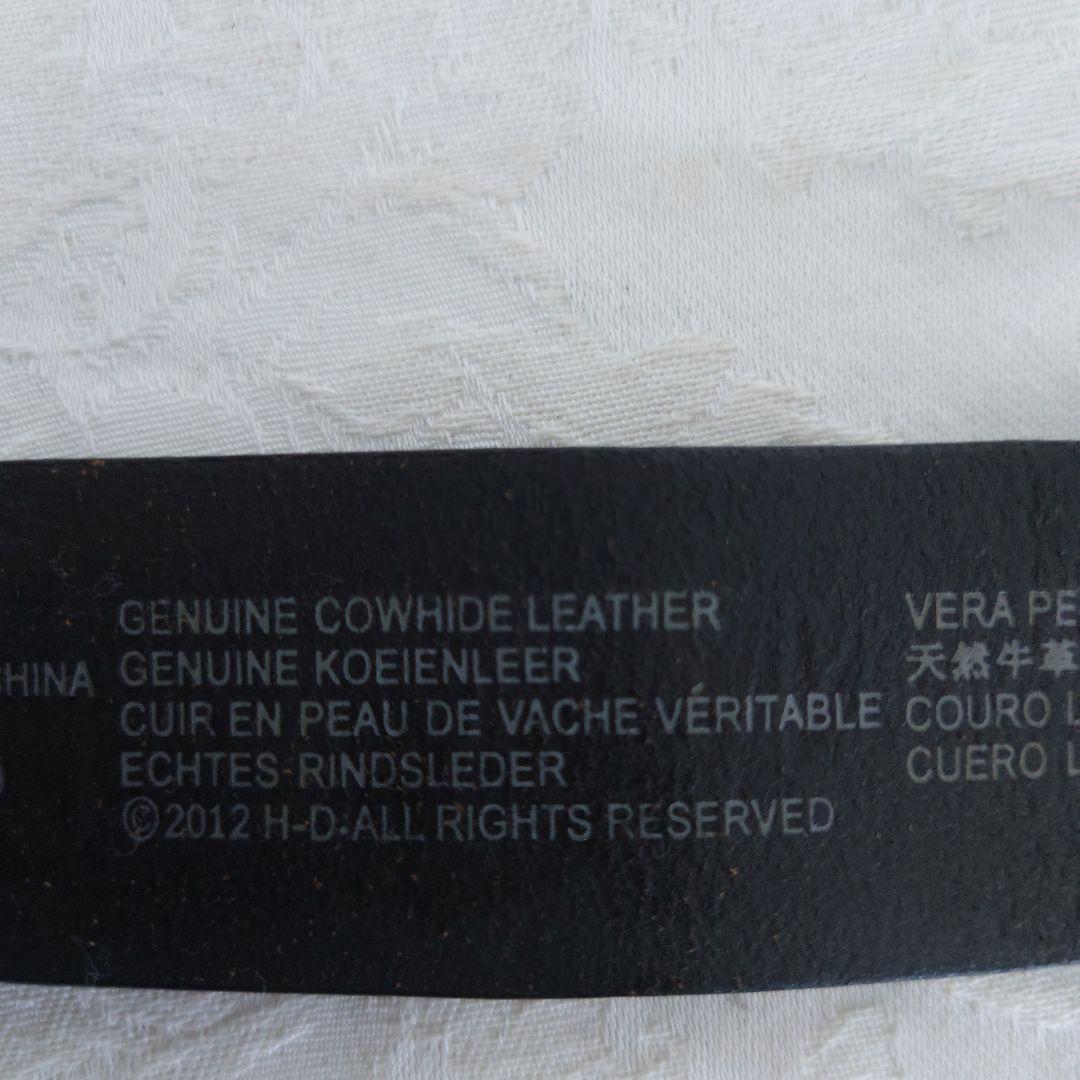 CHINA
GENUINE COWHIDE LEATHER
GENUINE KOEIENLEER
CUIR EN PEAU DE VACHE VÉRITABLE
ECHTES RINDSLEDER
©2012 H-D:ALL RIGHTS RESERVED
VERA PE
天然牛革
COURO L
CUERO L